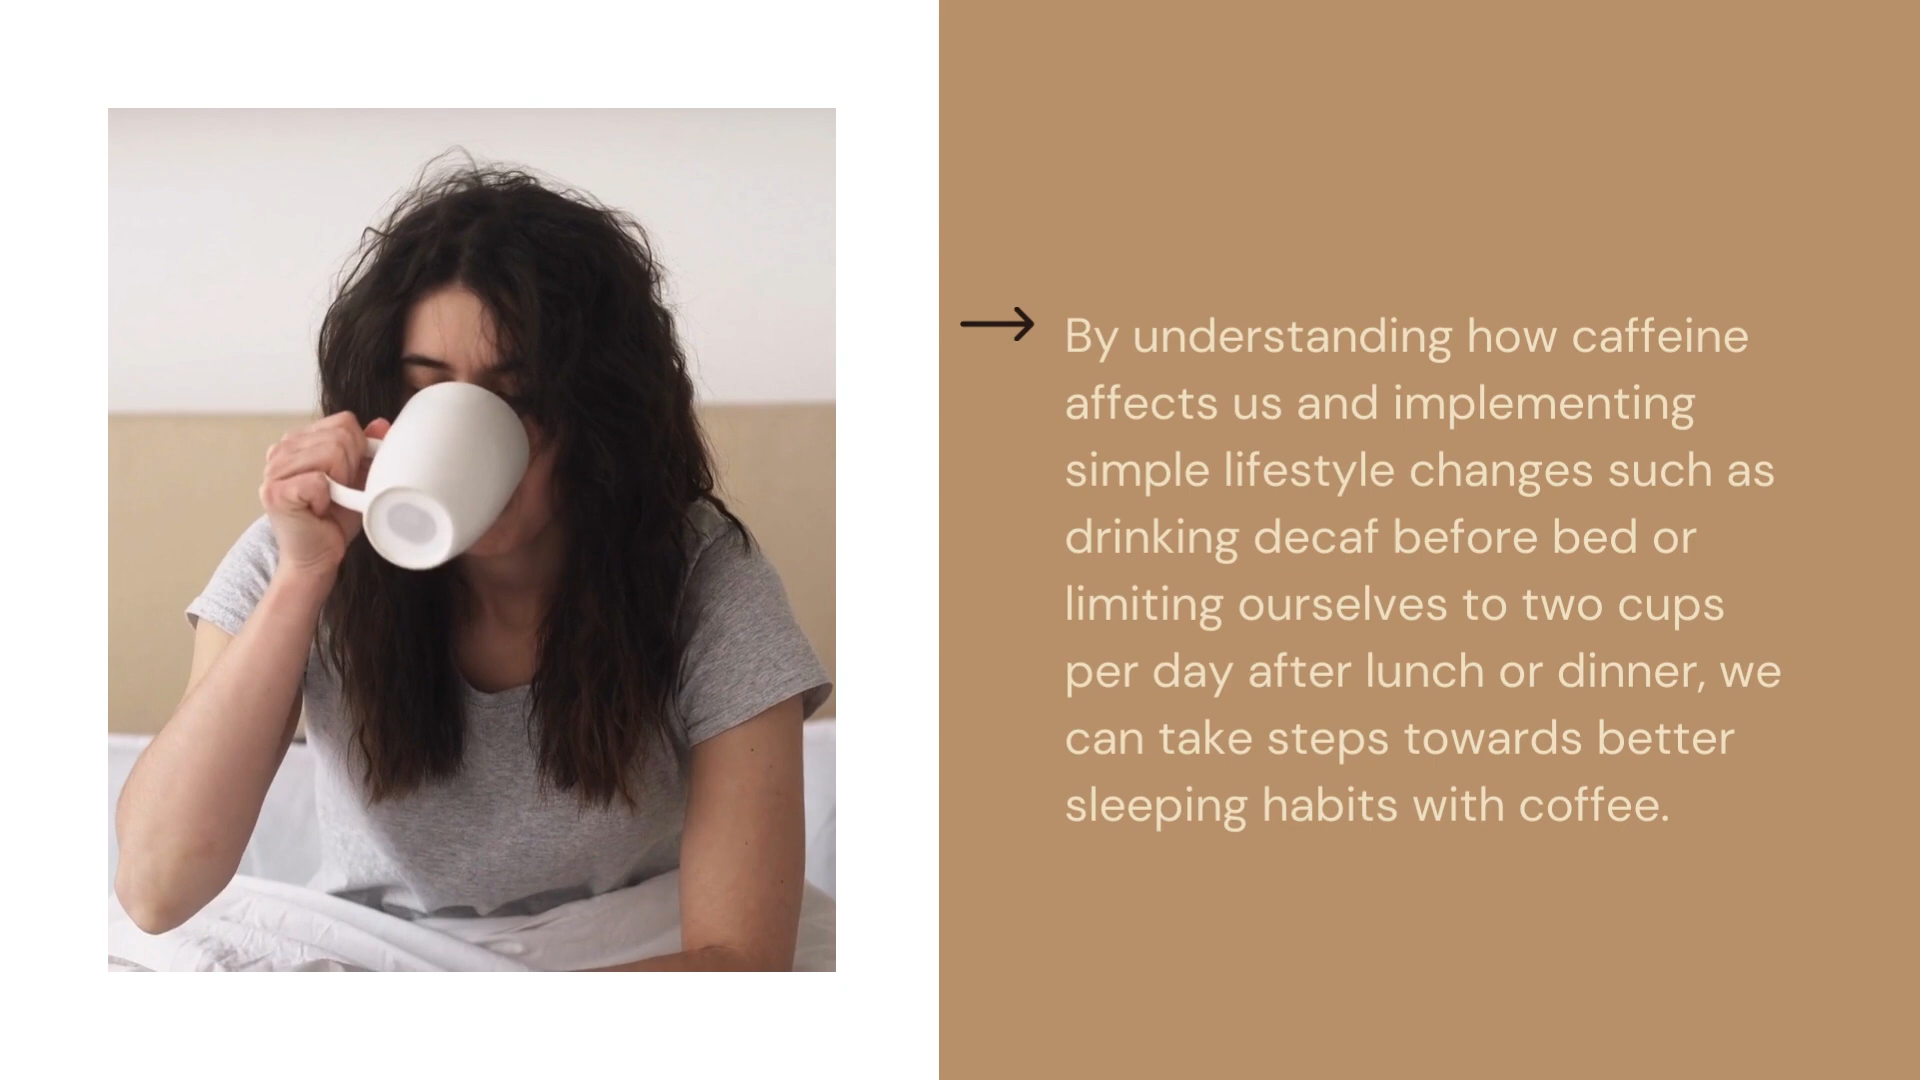 By understanding how caffeine
affects us and implementing
simple lifestyle changes such as
drinking decaf before bed or
limiting ourselves to two cups
per day after lunch or dinner, we
can take steps towards better
sleeping habits with coffee.